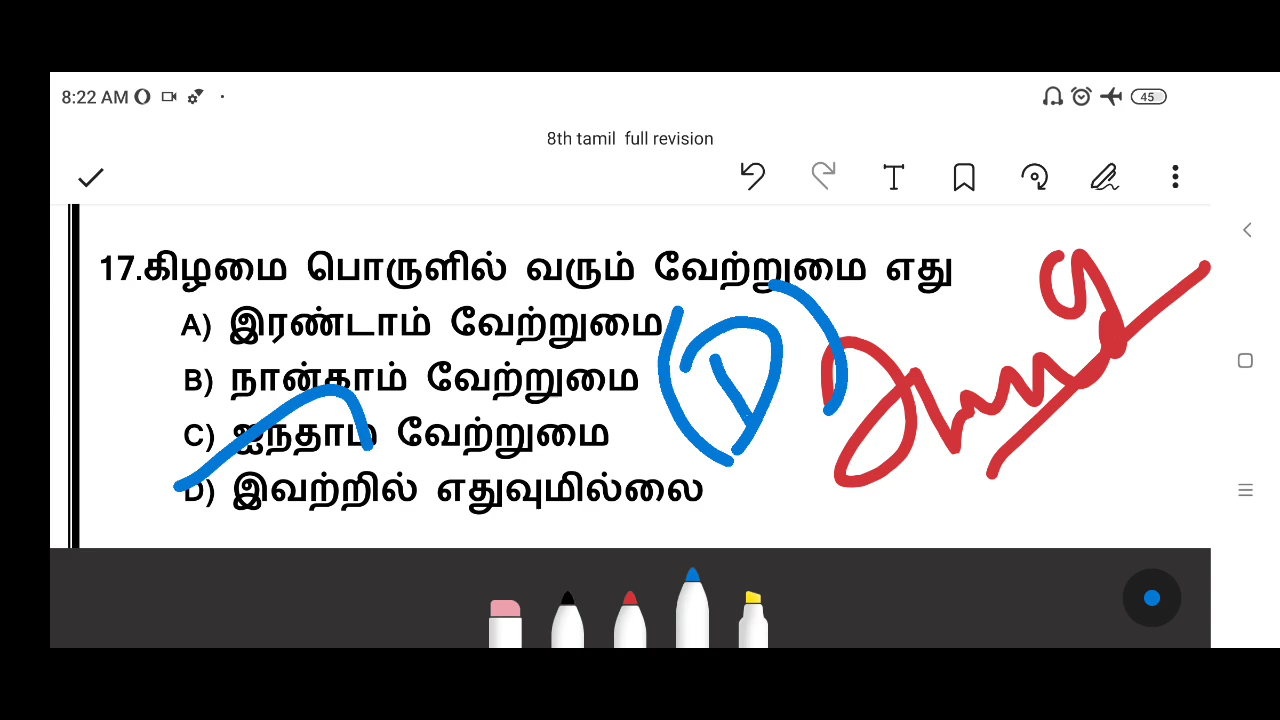 8:22 AM
45
8th tamil full revision
17.கிழமை பொருளில் வரும் வேற்றுமை எது
A) இரண்டாம் வேற்றுமை
B) நான்காம் வேற்றுமை
C) ஐந்தாம் வேற்றுமை
D) இவற்றில் எதுவுமில்லை
D